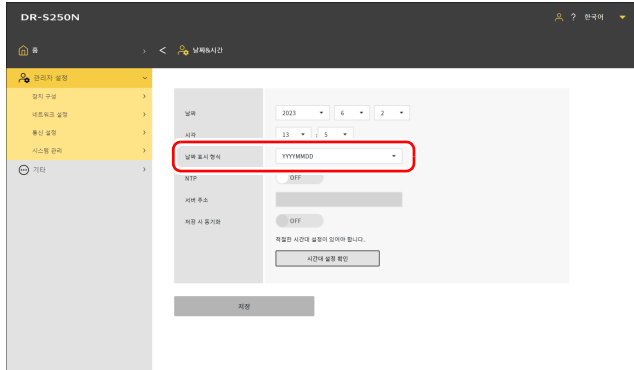 DR-S250N
? 한국어
홈
< 날짜&시간
관리자 설정
장치 구성
네트워크 설정
통신 설정
시스템 관리
기타
날짜 2023 6 2
시각 13 : 5
날짜 표시 형식 YYYYMMDD
NTP OFF
서버 주소
저장 시 동기화 OFF
적절한 시간대 설정이 있어야 합니다.
시간대 설정 확인
저장